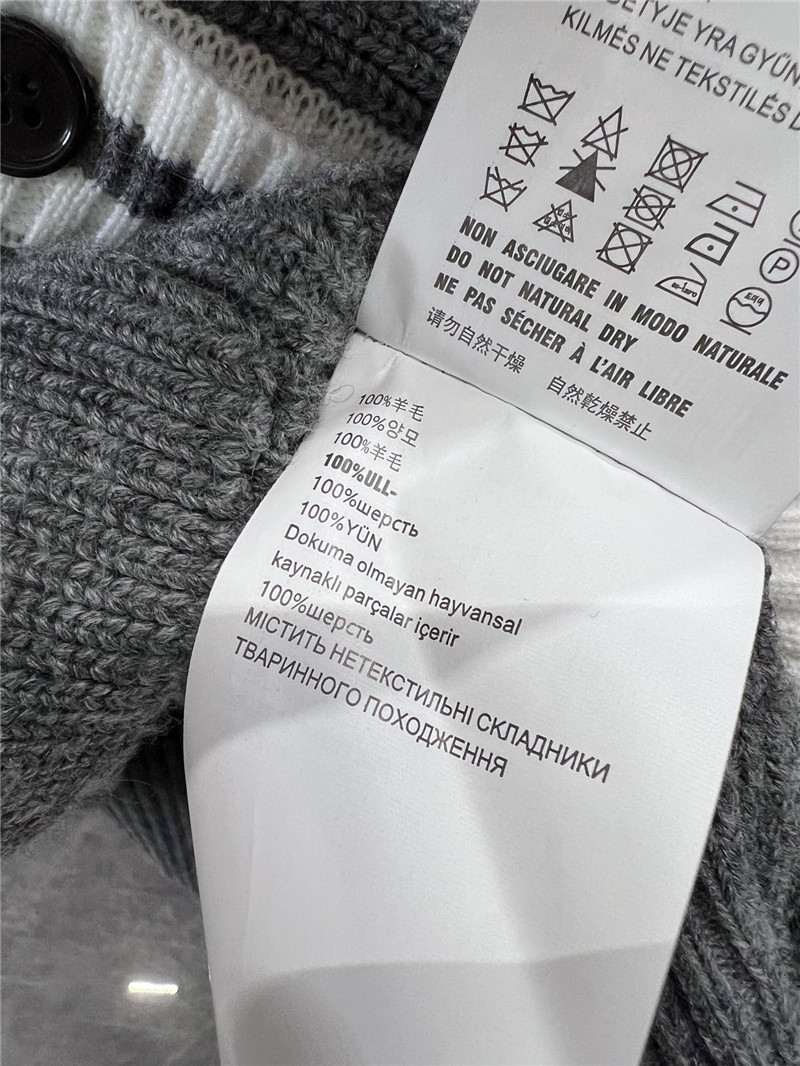 DETYJE YRA GYŪN
KILMĖS NE TEKSTILĖS D
P
NON ASCIUGARE IN MODO NATURALE
DO NOT NATURAL DRY
NE PAS SÉCHER À L'AIR LIBRE
请勿自然干燥 自然乾燥禁止
100%羊毛
100%양모
100%羊毛
100%ULL-
100%шерсть
100%YÜN
Dokuma olmayan hayvansal
kaynaklı parçalar içerir
100%шерсть
МІСТИТЬ НЕТЕКСТИЛЬНІ СКЛАДНИКИ
ТВАРИННОГО ПОХОДЖЕННЯ